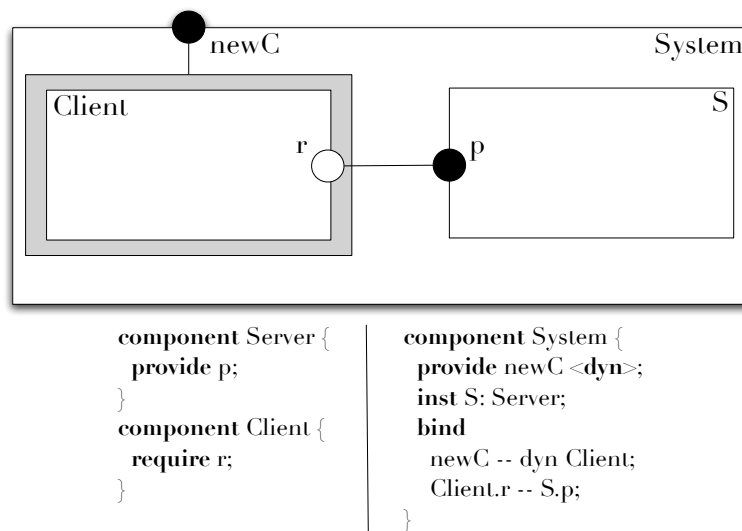 newC
System
Client
S
r
p
component Server {
provide p;
}
component Client {
require r;
}
component System {
provide newC <dyn>;
inst S: Server;
bind
newC -- dyn Client;
Client.r -- S.p;
}